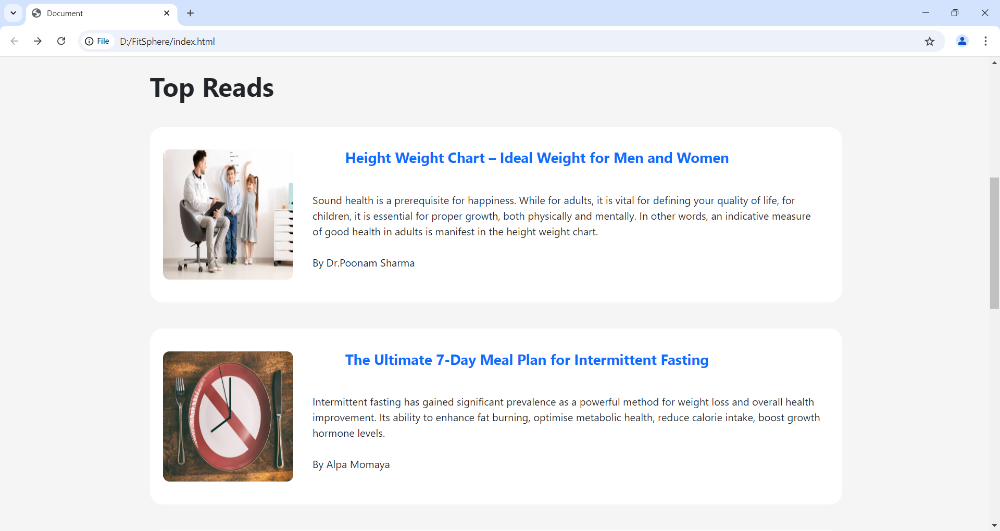 Document
File
D:/FitSphere/index.html
Top Reads
Height Weight Chart – Ideal Weight for Men and Women
Sound health is a prerequisite for happiness. While for adults, it is vital for defining your quality of life, for
children, it is essential for proper growth, both physically and mentally. In other words, an indicative measure
of good health in adults is manifest in the height weight chart.
By Dr.Poonam Sharma
The Ultimate 7-Day Meal Plan for Intermittent Fasting
Intermittent fasting has gained significant prevalence as a powerful method for weight loss and overall health
improvement. Its ability to enhance fat burning, optimise metabolic health, reduce calorie intake, boost growth
hormone levels.
By Alpa Momaya